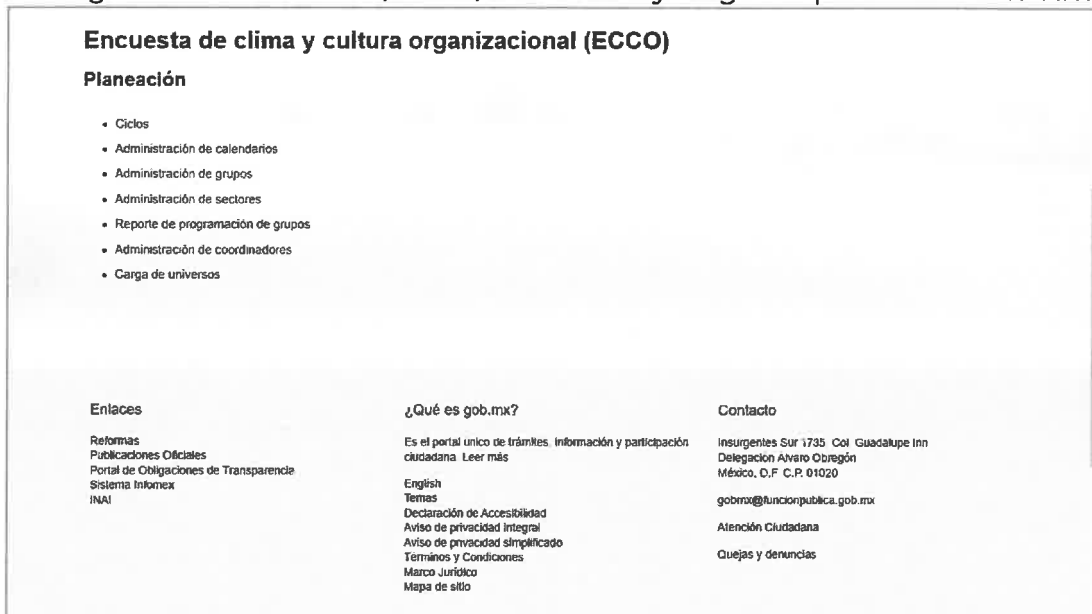 Encuesta de clima y cultura organizacional (ECCO)
Planeación
• Ciclos
• Administración de calendarios
• Administración de grupos
• Administración de sectores
• Reporte de programación de grupos
• Administración de coordinadores
• Carga de universos
Enlaces
Reformas
Publicaciones Oficiales
Portal de Obligaciones de Transparencia
Sistema Infomex
INAI
¿Qué es gob.mx?
Es el portal unico de trámites, información y participación
ciudadana Leer más
English
Temas
Declaración de Accesibilidad
Aviso de privacidad integral
Aviso de privacidad simplificado
Términos y Condiciones
Marco Jurídico
Mapa de sitio
Contacto
Insurgentes Sur 1735 Col Guadalupe Inn
Delegacion Alvaro Obregón
México, D.F C.P. 01020
gobmx@funcionpublica.gob.mx
Atención Ciudadana
Quejas y denuncias